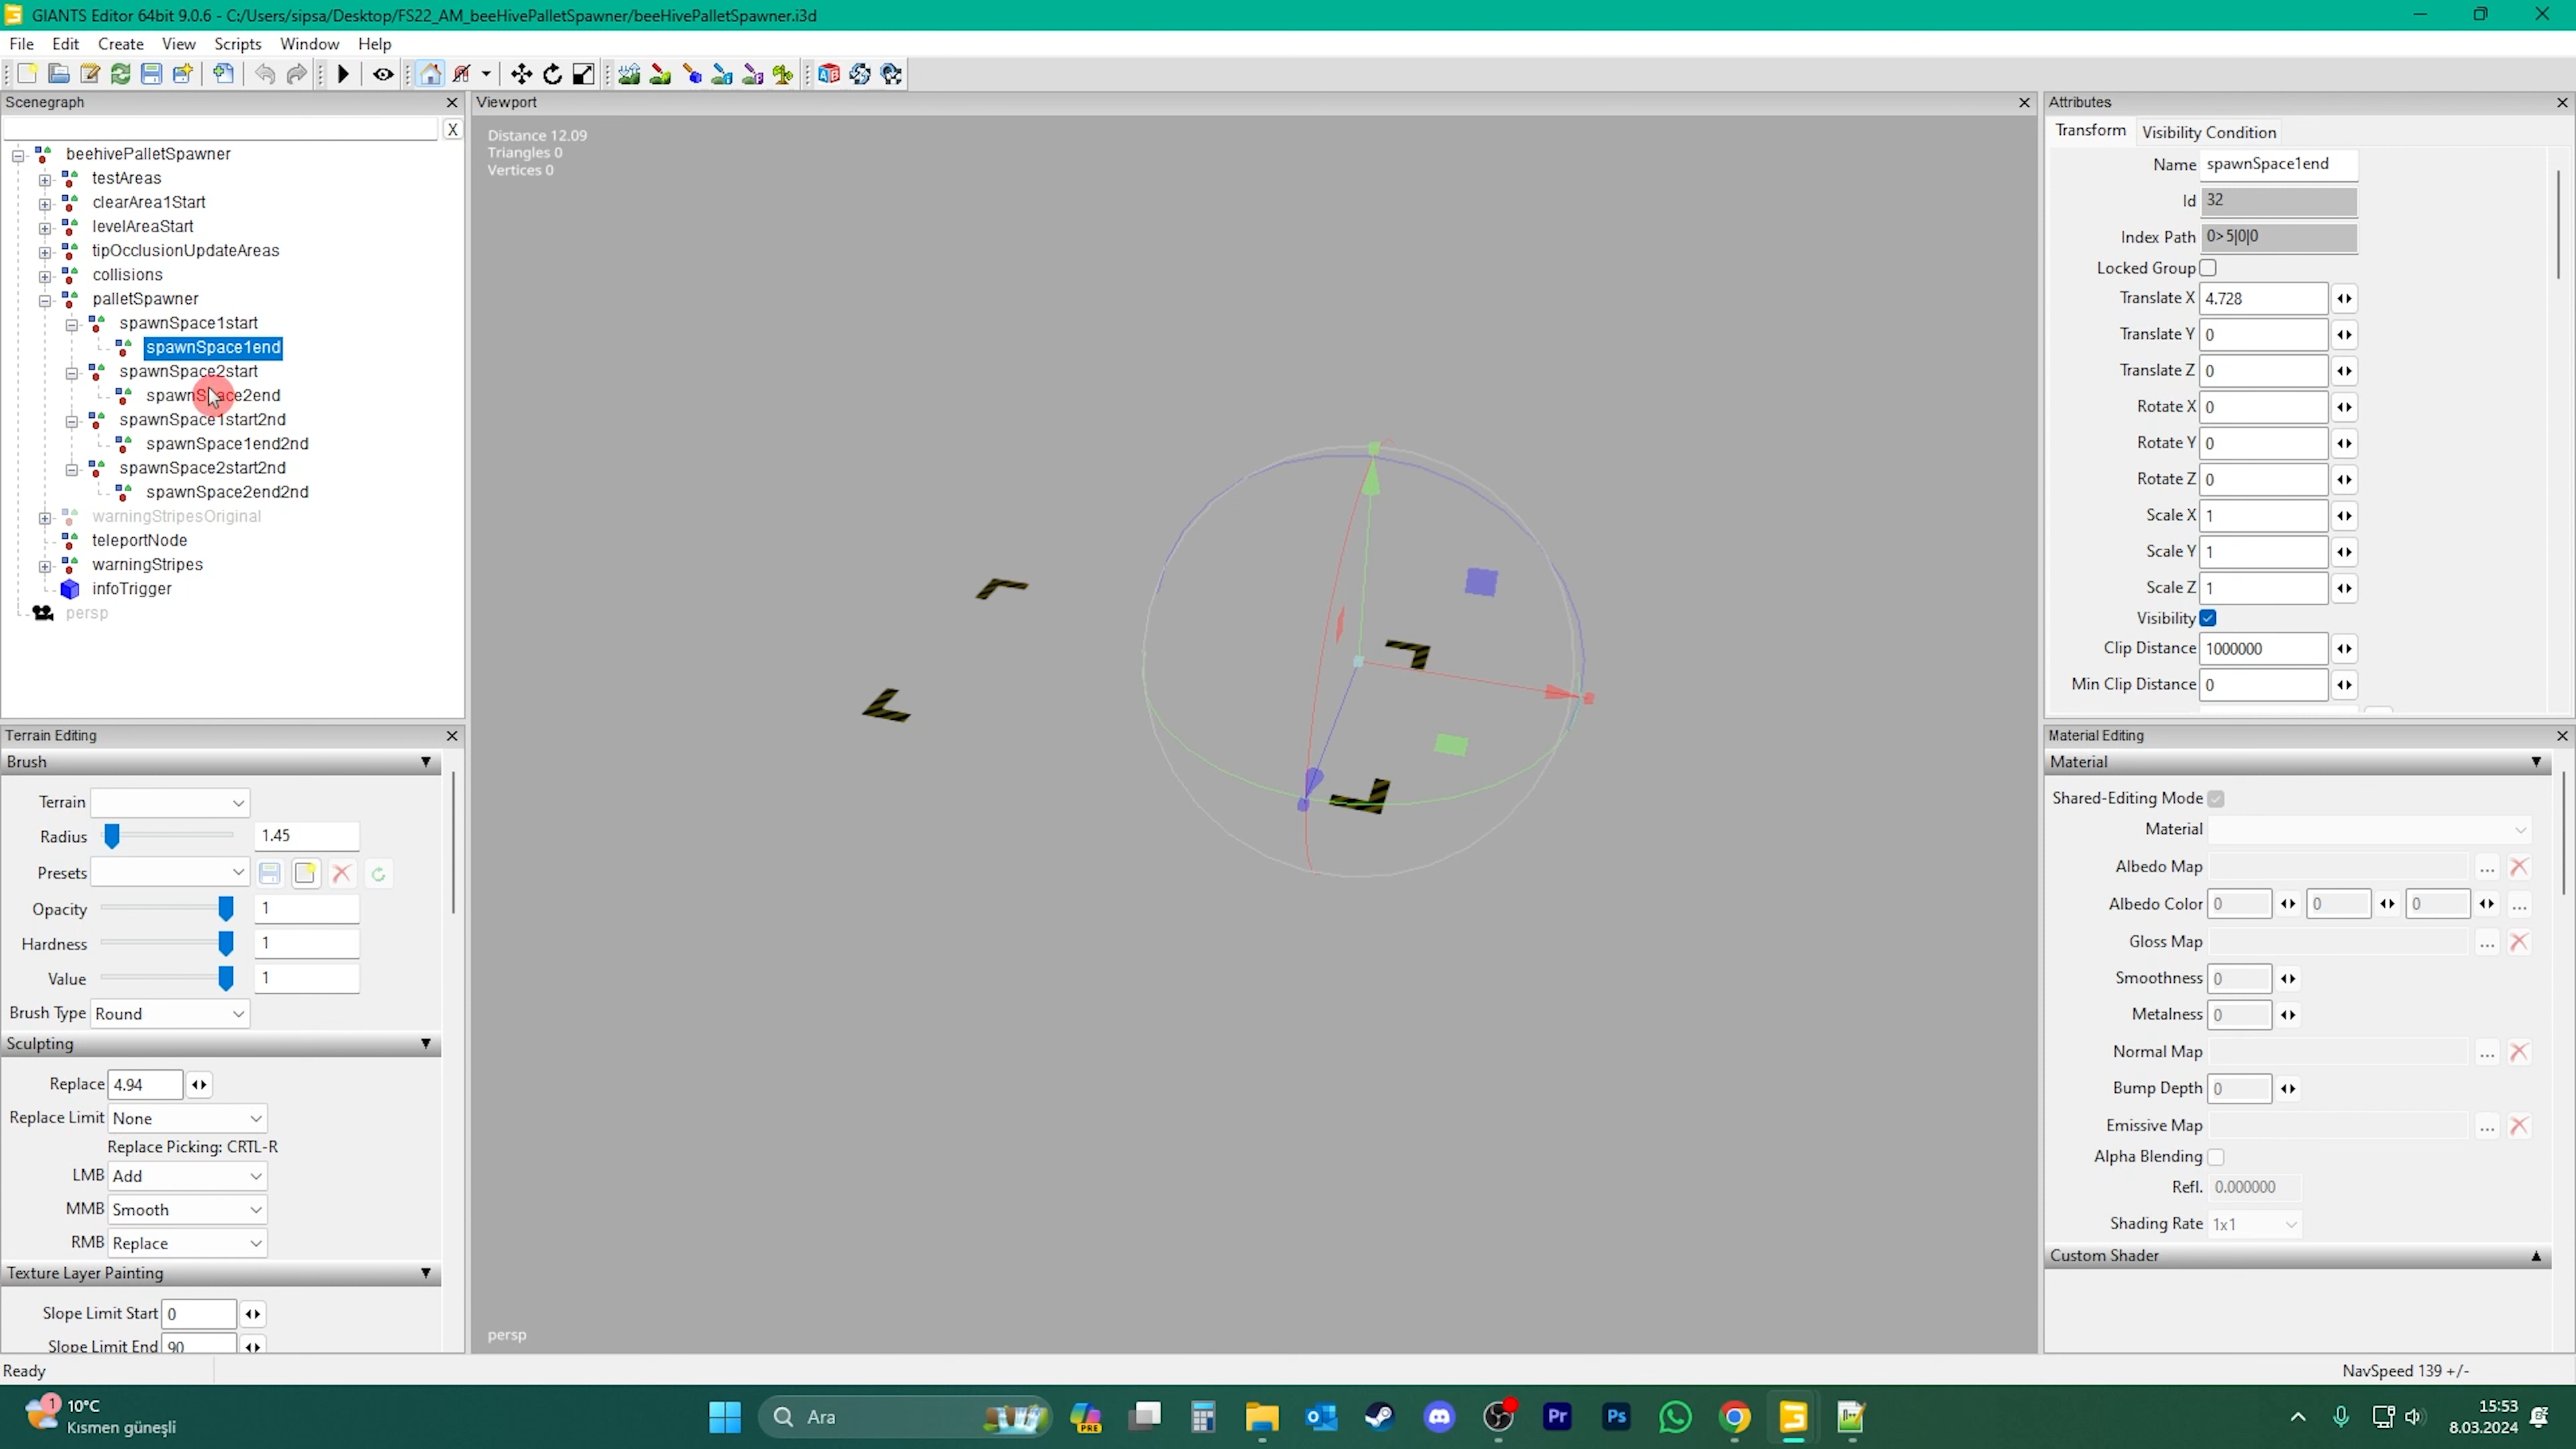 GIANTS Editor 64bit 9.0.6 - C:/Users/sipsa/Desktop/FS22_AM_beeHivePalletSpawner/beeHivePalletSpawner.i3d
File Edit Create View Scripts Window Help
Scenegraph
X
beehivePalletSpawner
testAreas
clearArea1Start
levelAreaStart
tipOcclusionUpdateAreas
collisions
palletSpawner
spawnSpace1start
spawnSpace1end
spawnSpace2start
spawnSpace2end
spawnSpace1start2nd
spawnSpace1end2nd
spawnSpace2start2nd
spawnSpace2end2nd
warningStripesOriginal
teleportNode
warningStripes
infoTrigger
persp
Terrain Editing
Brush
Terrain
Radius 1.45
Presets
Opacity 1
Hardness 1
Value 1
Brush Type Round
Sculpting
Replace 4.94
Replace Limit None
Replace Picking: CRTL-R
LMB Add
MMB Smooth
RMB Replace
Texture Layer Painting
Slope Limit Start 0
Slope Limit End 90
Ready
Viewport
Distance 12.09
Triangles 0
Vertices 0
persp
Attributes
Transform Visibility Condition
Name spawnSpace1end
Id 32
Index Path 0>5|0|0
Locked Group
Translate X 4.728
Translate Y 0
Translate Z 0
Rotate X 0
Rotate Y 0
Rotate Z 0
Scale X 1
Scale Y 1
Scale Z 1
Visibility
Clip Distance 1000000
Min Clip Distance 0
Material Editing
Material
Shared-Editing Mode
Material
Albedo Map ...
Albedo Color 0 0 0 ...
Gloss Map ...
Smoothness 0
Metalness 0
Normal Map ...
Bump Depth 0
Emissive Map ...
Alpha Blending
Refl. 0.000000
Shading Rate 1x1
Custom Shader
NavSpeed 139 +/-
1
10°C
Kısmen güneşli
Ara
PRE
Pr
Ps
15:53
8.03.2024